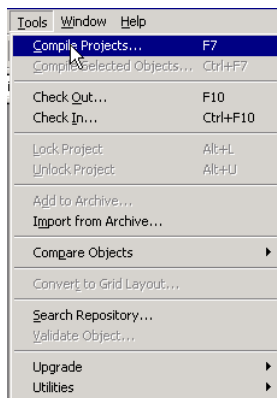 Tools Window Help
Compile Projects... F7
Compile Selected Objects... Ctrl+F7
Check Out... F10
Check In... Ctrl+F10
Lock Project Alt+L
Unlock Project Alt+U
Add to Archive...
Import from Archive...
Compare Objects
Convert to Grid Layout...
Search Repository...
Validate Object...
Upgrade
Utilities